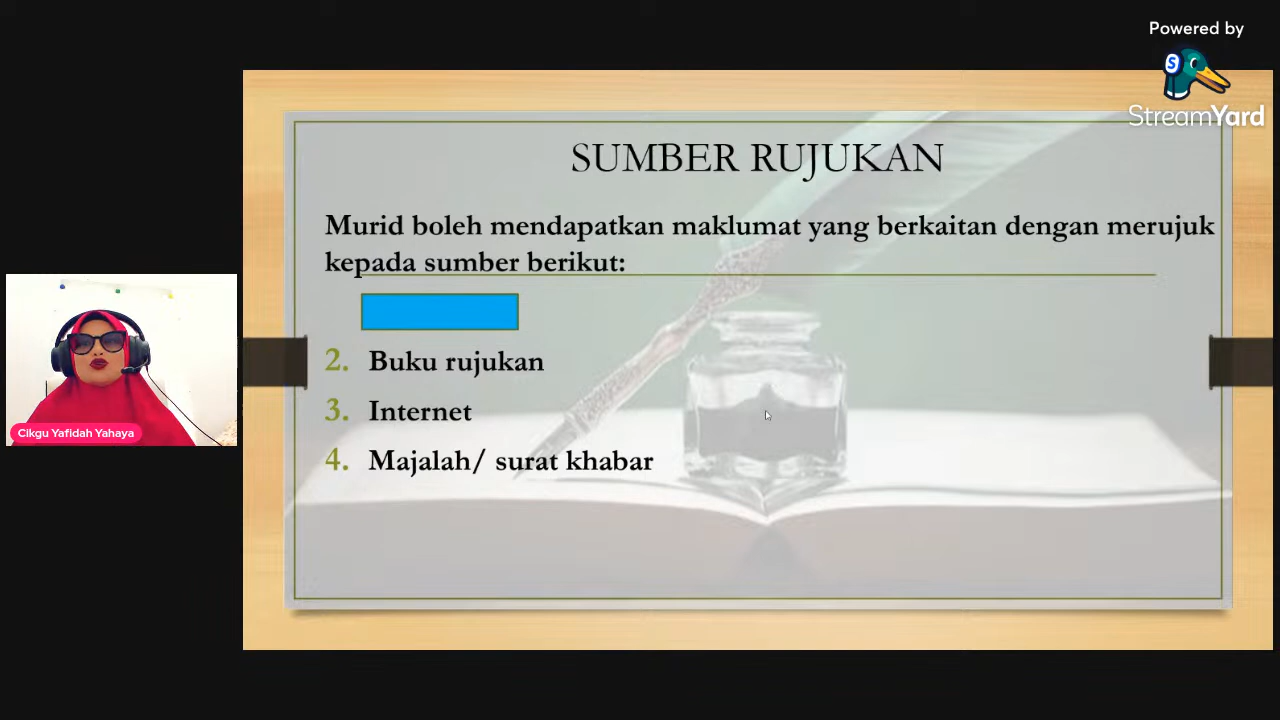 Powered by
StreamYard
SUMBER RUJUKAN
Murid boleh mendapatkan maklumat yang berkaitan dengan merujuk
kepada sumber berikut:
2. Buku rujukan
3. Internet
4. Majalah/ surat khabar
Cikgu Yafidah Yahaya